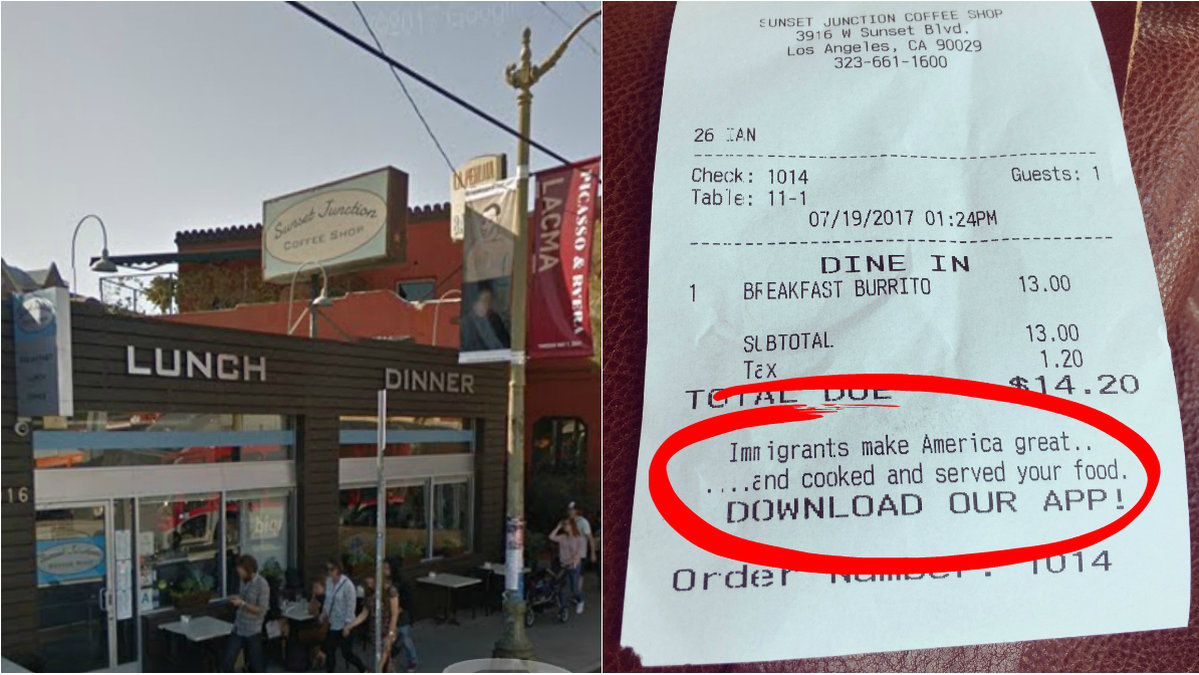 Sunset Junction
COFFEE SHOP
LACMA
PICASSO & RIVERA
LUNCH
DINNER
16
Sunset Junction
SUNSET JUNCTION COFFEE SHOP
3916 W Sunset Blvd.
Los Angeles, CA 90029
323-661-1600
26 IAN
Check: 1014
Guests: 1
Table: 11-1
07/19/2017 01:24PM
DINE IN
1 BREAKFAST BURRITO 13.00
SUBTOTAL 13.00
Tax 1.20
TOTAL DUE $14.20
Immigrants make America great..
....and cooked and served your food.
DOWNLOAD OUR APP!
Order Number: 1014